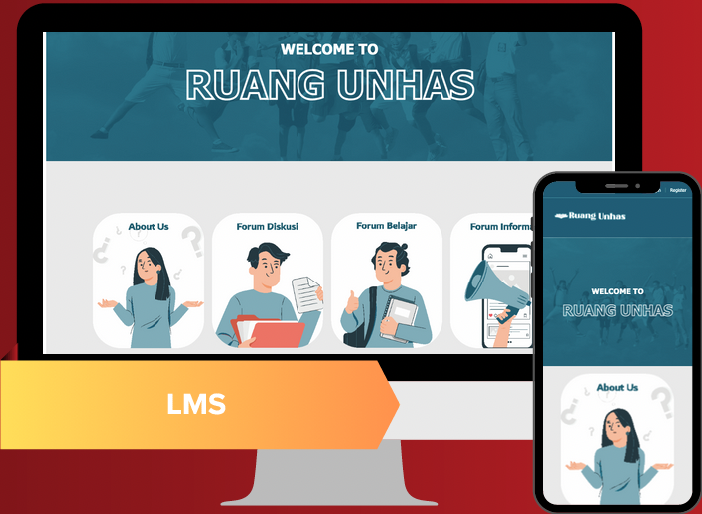 WELCOME TO
RUANG UNHAS
About Us
Forum Diskusi
Forum Belajar
Forum Inform
LMS
Register
Ruang Unhas
WELCOME TO
RUANG UNHAS
About Us